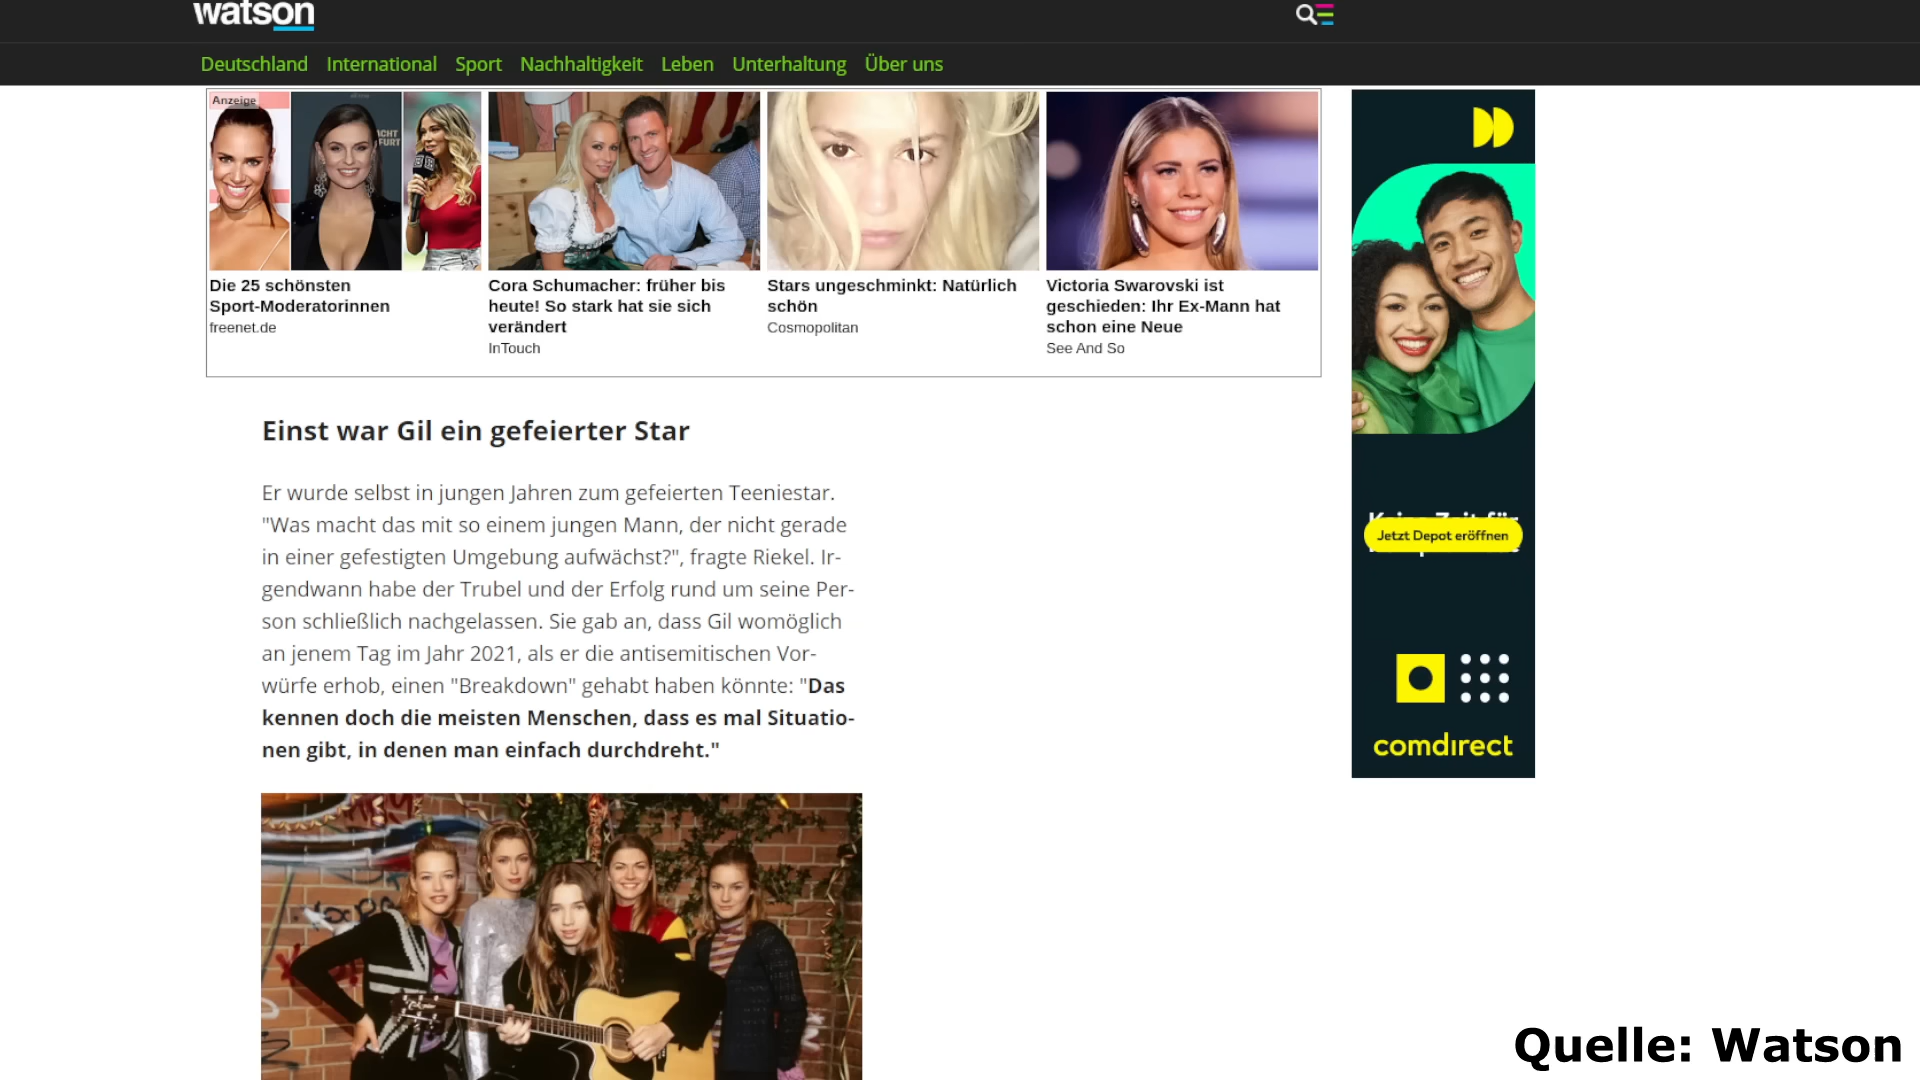 watson
Deutschland International Sport Nachhaltigkeit Leben Unterhaltung Über uns
Anzeige
Die 25 schönsten
Sport-Moderatorinnen
freenet.de
Cora Schumacher: früher bis
heute! So stark hat sie sich
verändert
InTouch
Stars ungeschminkt: Natürlich
schön
Cosmopolitan
Victoria Swarovski ist
geschieden: Ihr Ex-Mann hat
schon eine Neue
See And So
Einst war Gil ein gefeierter Star
Er wurde selbst in jungen Jahren zum gefeierten Teeniestar.
"Was macht das mit so einem jungen Mann, der nicht gerade
in einer gefestigten Umgebung aufwächst?", fragte Riekel. Ir-
gendwann habe der Trubel und der Erfolg rund um seine Per-
son schließlich nachgelassen. Sie gab an, dass Gil womöglich
an jenem Tag im Jahr 2021, als er die antisemitischen Vor-
würfe erhob, einen "Breakdown" gehabt haben könnte: "Das
kennen doch die meisten Menschen, dass es mal Situatio-
nen gibt, in denen man einfach durchdreht."
Jetzt Depot eröffnen
comdirect
Quelle: Watson